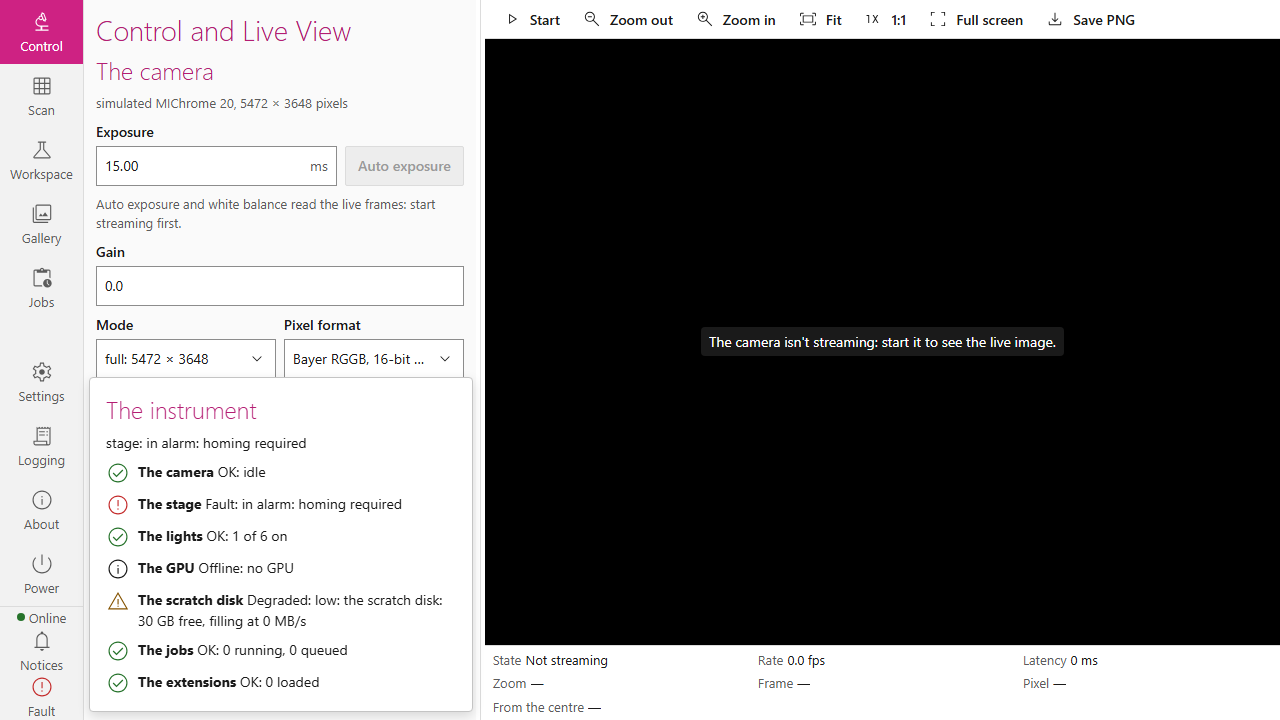 Control
Scan
Workspace
Gallery
Jobs
Settings
Logging
About
Power
Online
Notices
Fault
Control and Live View
The camera
simulated MIChrome 20, 5472 × 3648 pixels
Exposure
15.00 ms
Auto exposure
Auto exposure and white balance read the live frames: start
streaming first.
Gain
0.0
Mode
Pixel format
full: 5472 × 3648
Bayer RGGB, 16-bit ...
The instrument
stage: in alarm: homing required
The camera OK: idle
The stage Fault: in alarm: homing required
The lights OK: 1 of 6 on
The GPU Offline: no GPU
The scratch disk Degraded: low: the scratch disk:
30 GB free, filling at 0 MB/s
The jobs OK: 0 running, 0 queued
The extensions OK: 0 loaded
Start
Zoom out
Zoom in
Fit
1X 1:1
Full screen
Save PNG
The camera isn't streaming: start it to see the live image.
State Not streaming
Rate 0.0 fps
Latency 0 ms
Zoom —
Frame —
Pixel —
From the centre —